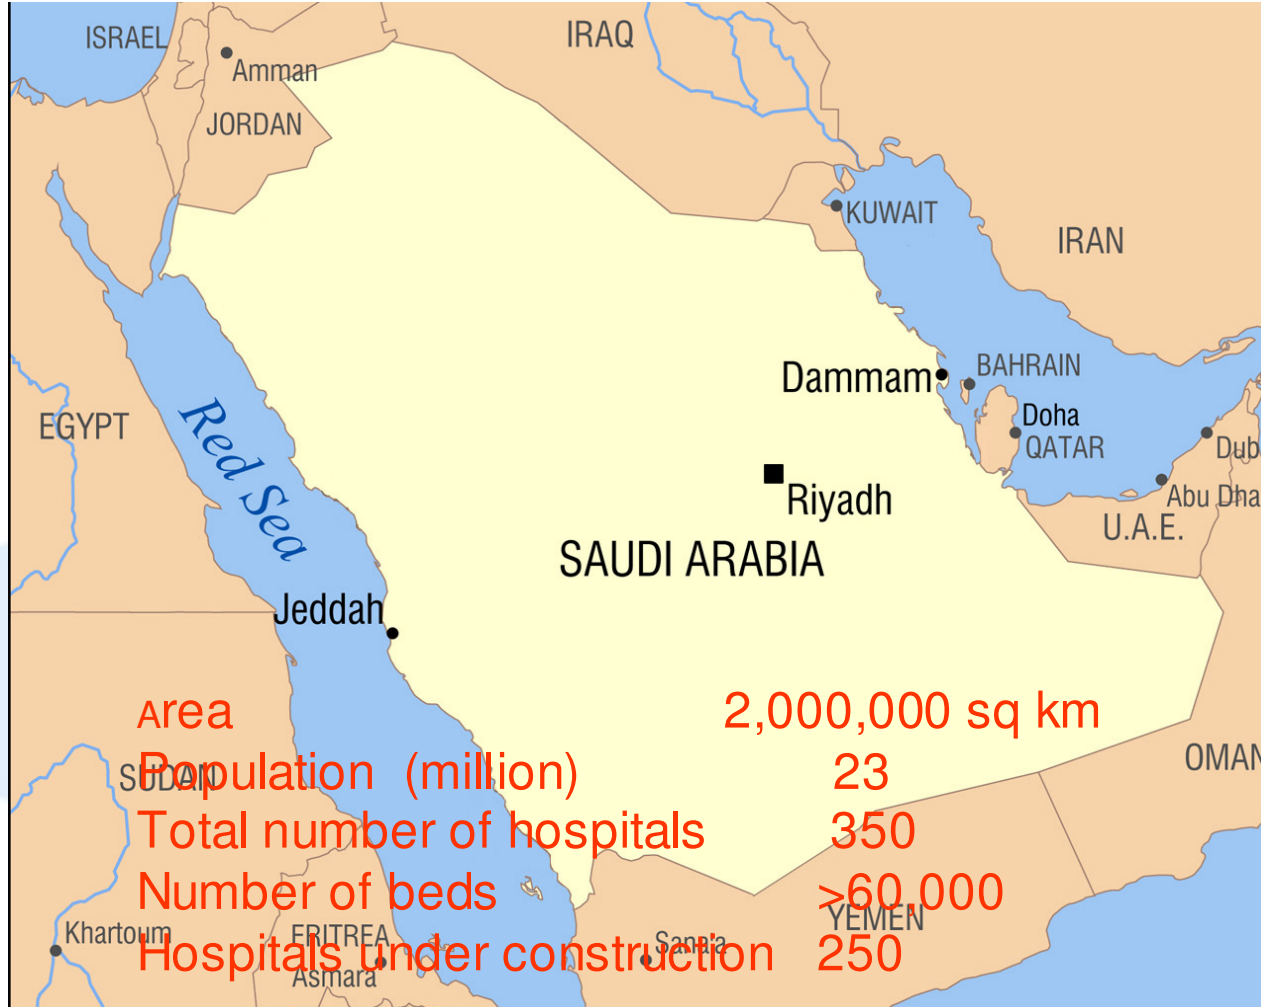 ISRAEL
IRAQ
Amman
JORDAN
KUWAIT
IRAN
Dammam
BAHRAIN
EGYPT
Red Sea
Doha
QATAR
Dub
Riyadh
Abu Dha
U.A.E.
SAUDI ARABIA
Jeddah
Area 2,000,000 sq km
OMAN
SUDAN
Population (million) 23
Total number of hospitals 350
Number of beds >60,000
YEMEN
Khartoum
ERITREA
Sanaia
Hospitals under construction 250
Asmara